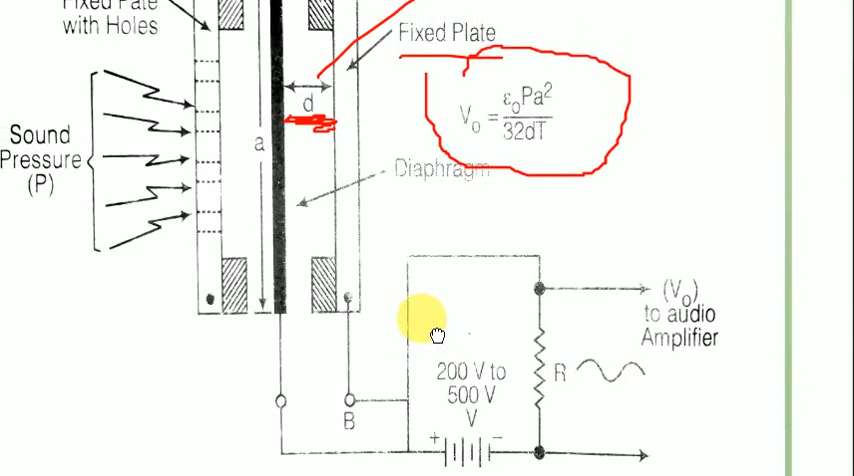 Fixed Pate
with Holes
Fixed Plate
d
V₀ = ε₀Pa² / 32dT
Sound
Pressure
(P)
a
Diaphragm
(V₀)
to audio
Amplifier
200 V to
500 V
V
R
B
+ −